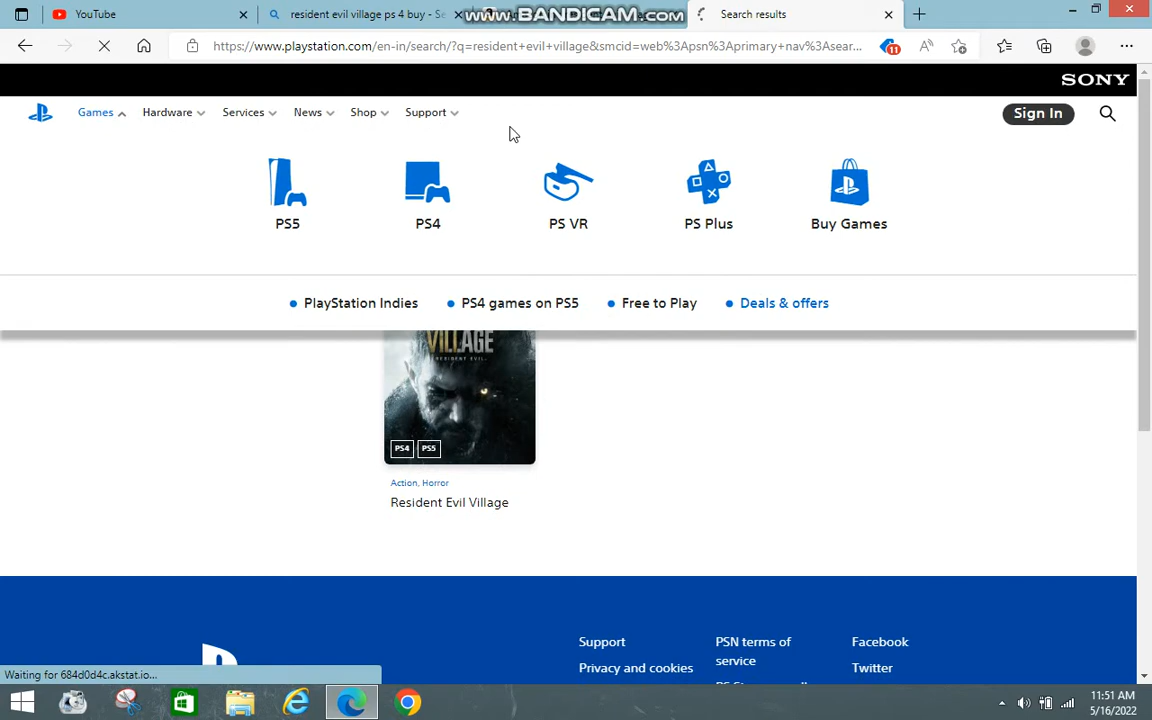 YouTube
resident evil village ps 4 buy - Se
www.BANDICAM.com
Search results
https://www.playstation.com/en-in/search/?q=resident+evil+village&smcid=web%3Apsn%3Aprimary+nav%3Asear...
11
SONY
Games
Hardware
Services
News
Shop
Support
Sign In
PS5
PS4
PS VR
PS Plus
Buy Games
PlayStation Indies
PS4 games on PS5
Free to Play
Deals & offers
VILLAGE
RESIDENT EVIL
PS4 PS5
Action, Horror
Resident Evil Village
Support
PSN terms of service
Facebook
Privacy and cookies
Twitter
Waiting for 684d0d4c.akstat.io...
11:51 AM
5/16/2022